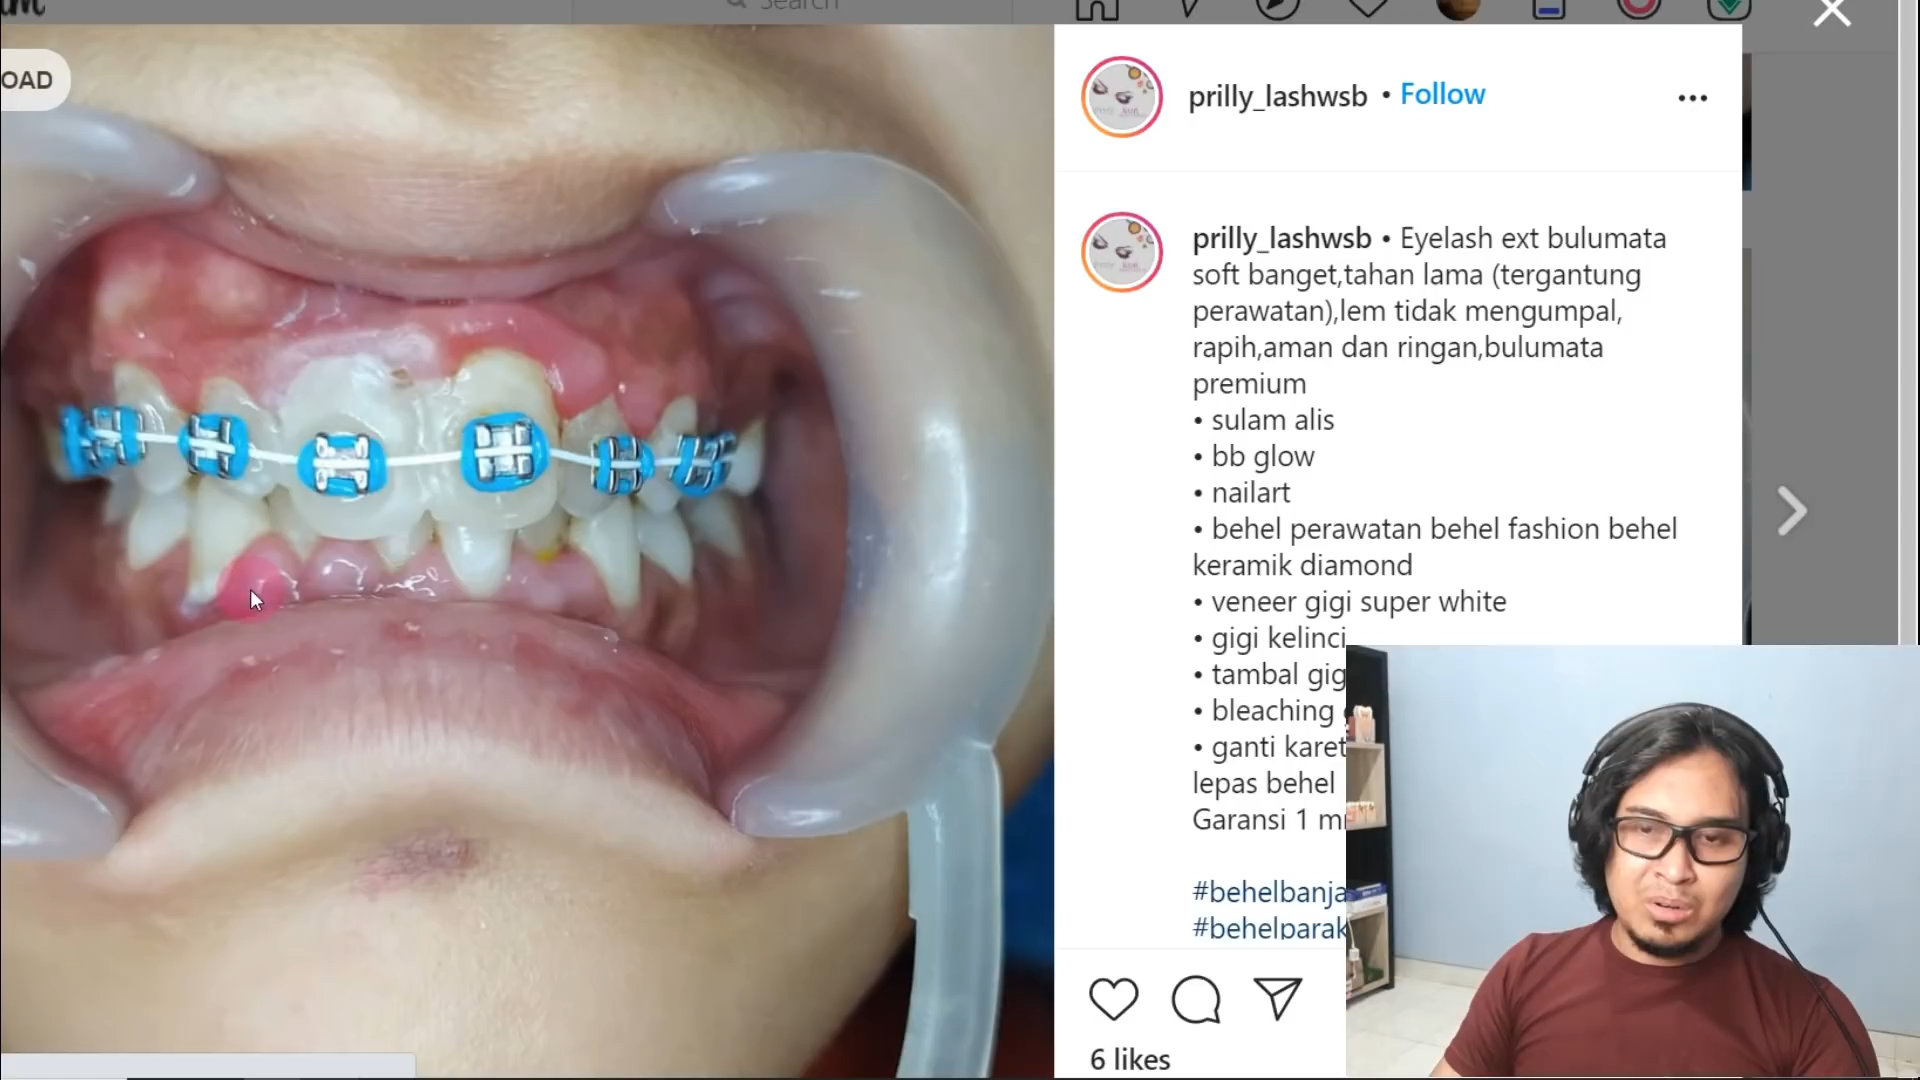 Search
OAD
prilly_lashwsb • Follow
prilly_lashwsb • Eyelash ext bulumata
soft banget,tahan lama (tergantung
perawatan),lem tidak mengumpal,
rapih,aman dan ringan,bulumata
premium
• sulam alis
• bb glow
• nailart
• behel perawatan behel fashion behel
keramik diamond
• veneer gigi super white
• gigi kelinci
• tambal gig
• bleaching
• ganti karet
lepas behel
Garansi 1 m
#behelbanja
#behelparak
6 likes